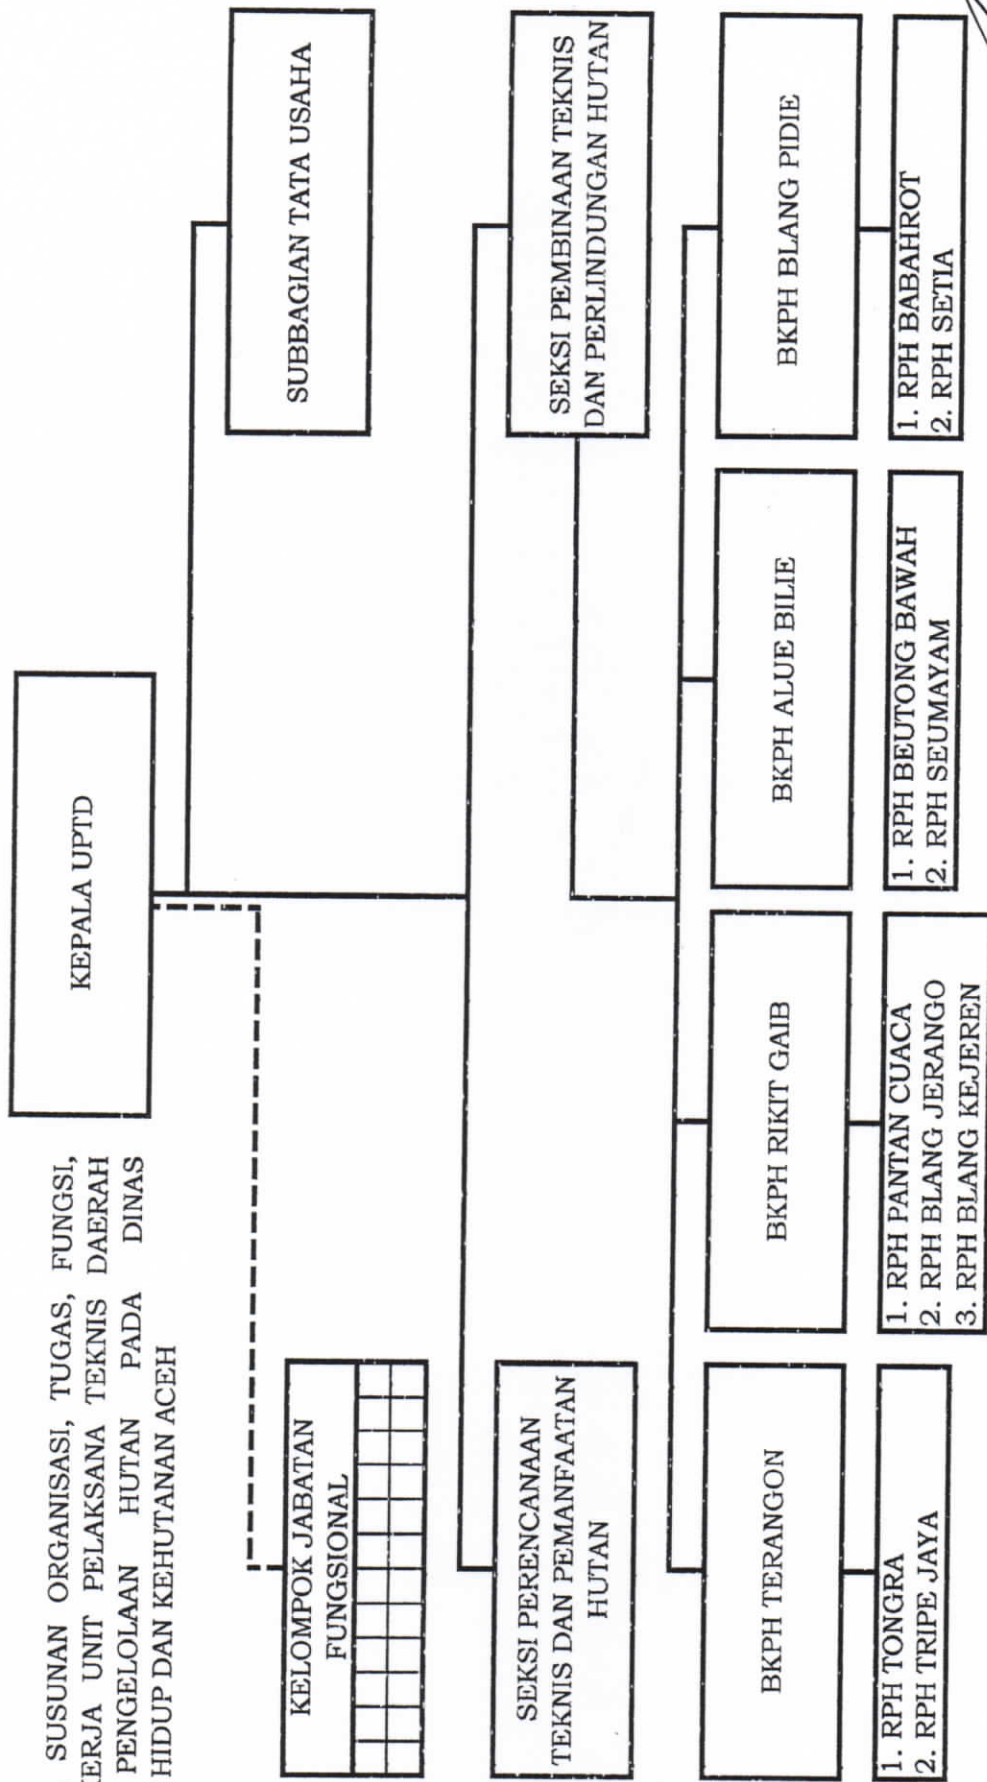 SUSUNAN ORGANISASI, TUGAS, FUNGSI,
KERJA UNIT PELAKSANA TEKNIS DAERAH
PENGELOLAAN HUTAN PADA DINAS
HIDUP DAN KEHUTANAN ACEH
KEPALA UPTD
SUBBAGIAN TATA USAHA
KELOMPOK JABATAN
FUNGSIONAL
SEKSI PERENCANAAN
TEKNIS DAN PEMANFAATAN
HUTAN
SEKSI PEMBINAAN TEKNIS
DAN PERLINDUNGAN HUTAN
BKPH TERANGON
BKPH RIKIT GAIB
BKPH ALUE BILIE
BKPH BLANG PIDIE
1. RPH TONGRA
2. RPH TRIPE JAYA
1. RPH PANTAN CUACA
2. RPH BLANG JERANGO
3. RPH BLANG KEJEREN
1. RPH BEUTONG BAWAH
2. RPH SEUMAYAM
1. RPH BABAHROT
2. RPH SETIA